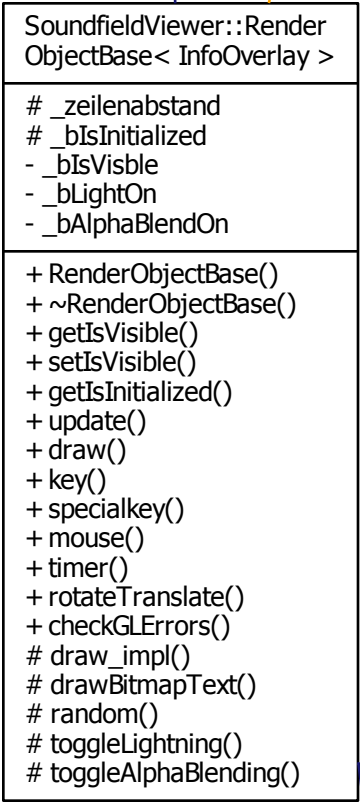 SoundfieldViewer::Render
ObjectBase< InfoOverlay >
# _zeilenabstand
# _bIsInitialized
- _bIsVisble
- _bLightOn
- _bAlphaBlendOn
+ RenderObjectBase()
+ ~RenderObjectBase()
+ getIsVisible()
+ setIsVisible()
+ getIsInitialized()
+ update()
+ draw()
+ key()
+ specialkey()
+ mouse()
+ timer()
+ rotateTranslate()
+ checkGLErrors()
# draw_impl()
# drawBitmapText()
# random()
# toggleLightning()
# toggleAlphaBlending()